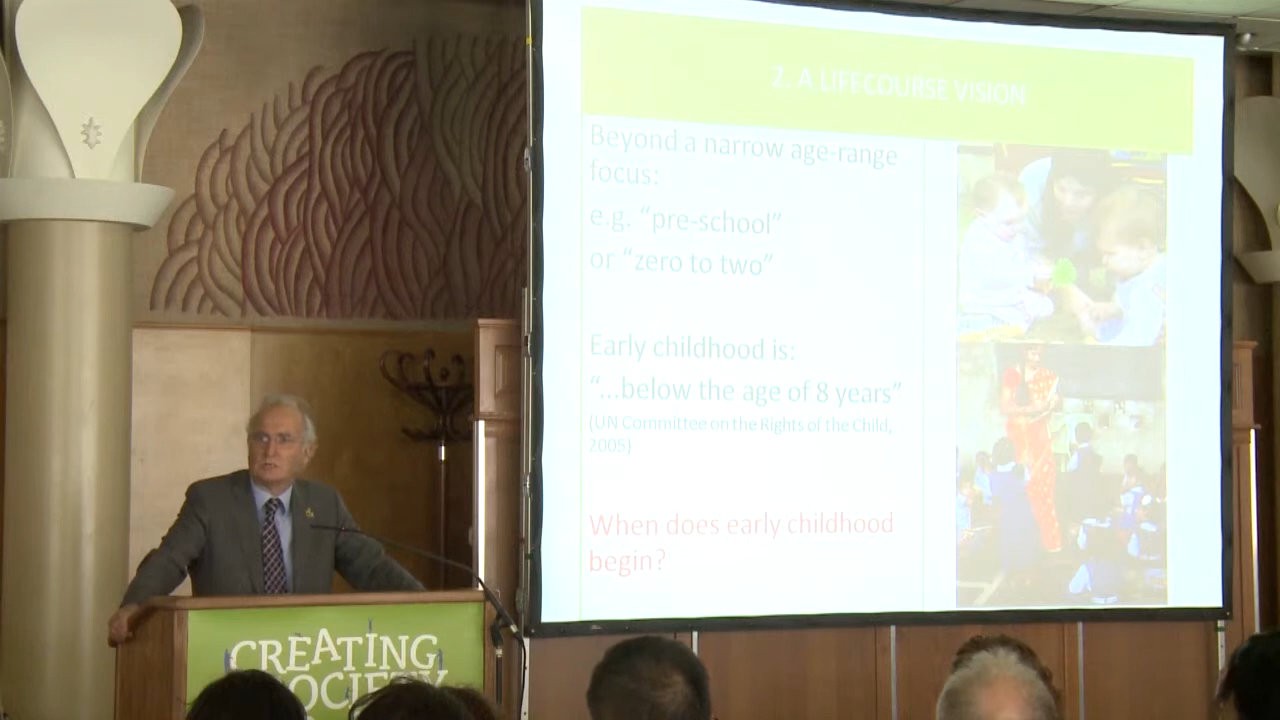 2. A LIFECOURSE VISION
Beyond a narrow age-range
focus:
e.g. “pre-school”
or “zero to two”
Early childhood is:
“...below the age of 8 years”
(UN Committee on the Rights of the Child,
2005)
When does early childhood
begin?
CREATING
SOCIETY